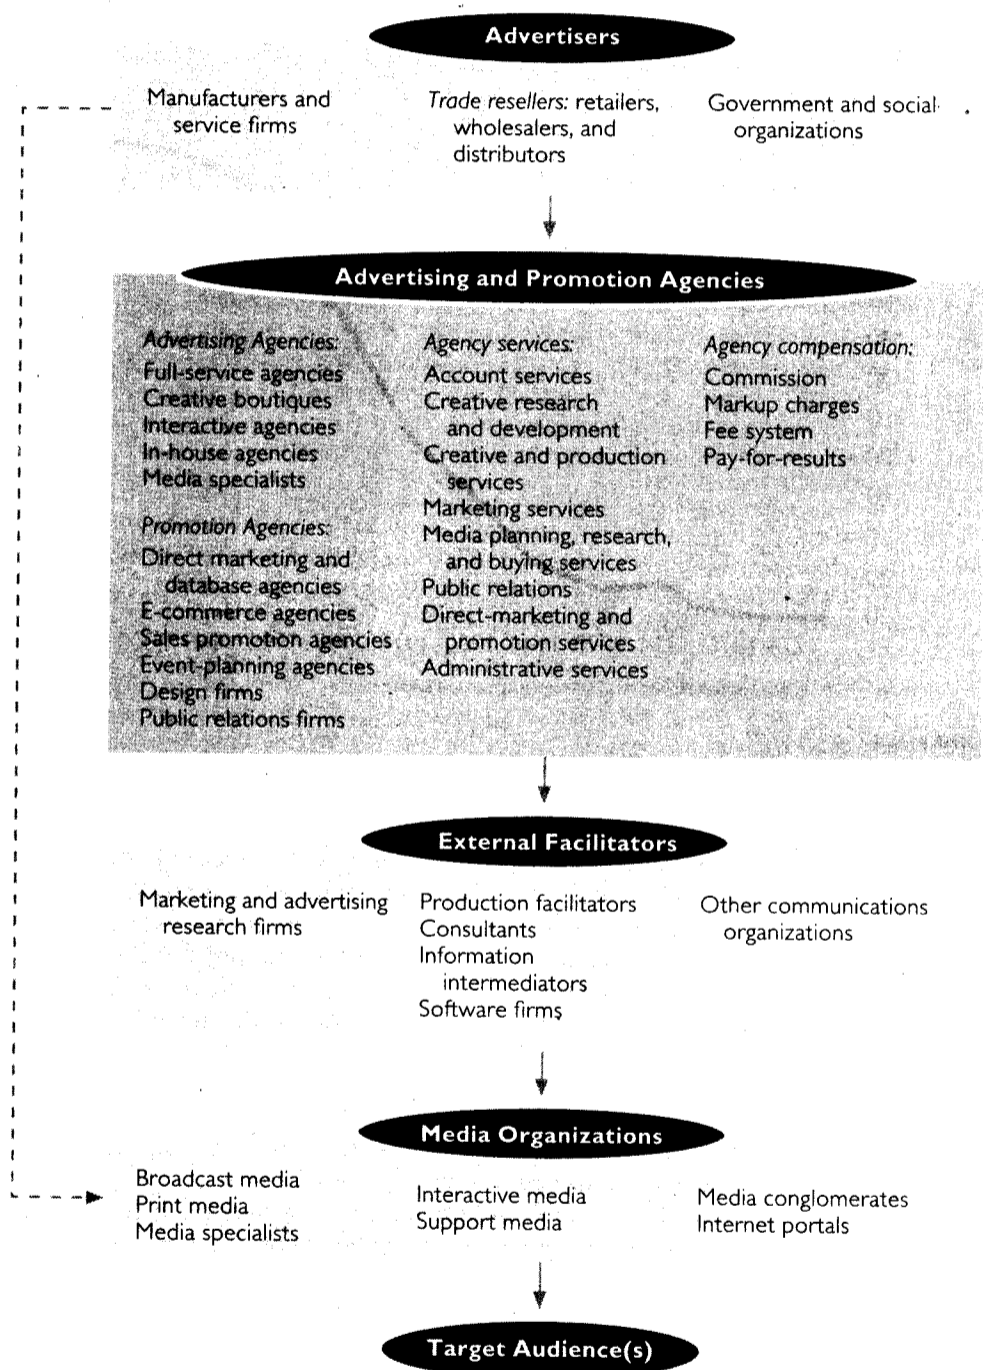 Advertisers
Manufacturers and
service firms
Trade resellers: retailers,
wholesalers, and
distributors
Government and social
organizations
Advertising and Promotion Agencies
Advertising Agencies:
Full-service agencies
Creative boutiques
Interactive agencies
In-house agencies
Media specialists
Promotion Agencies:
Direct marketing and
database agencies
E-commerce agencies
Sales promotion agencies
Event-planning agencies
Design firms
Public relations firms
Agency services:
Account services
Creative research
and development
Creative and production
services
Marketing services
Media planning, research,
and buying services
Public relations
Direct-marketing and
promotion services
Administrative services
Agency compensation:
Commission
Markup charges
Fee system
Pay-for-results
External Facilitators
Marketing and advertising
research firms
Production facilitators
Consultants
Information
intermediators
Software firms
Other communications
organizations
Media Organizations
Broadcast media
Print media
Media specialists
Interactive media
Support media
Media conglomerates
Internet portals
Target Audience(s)